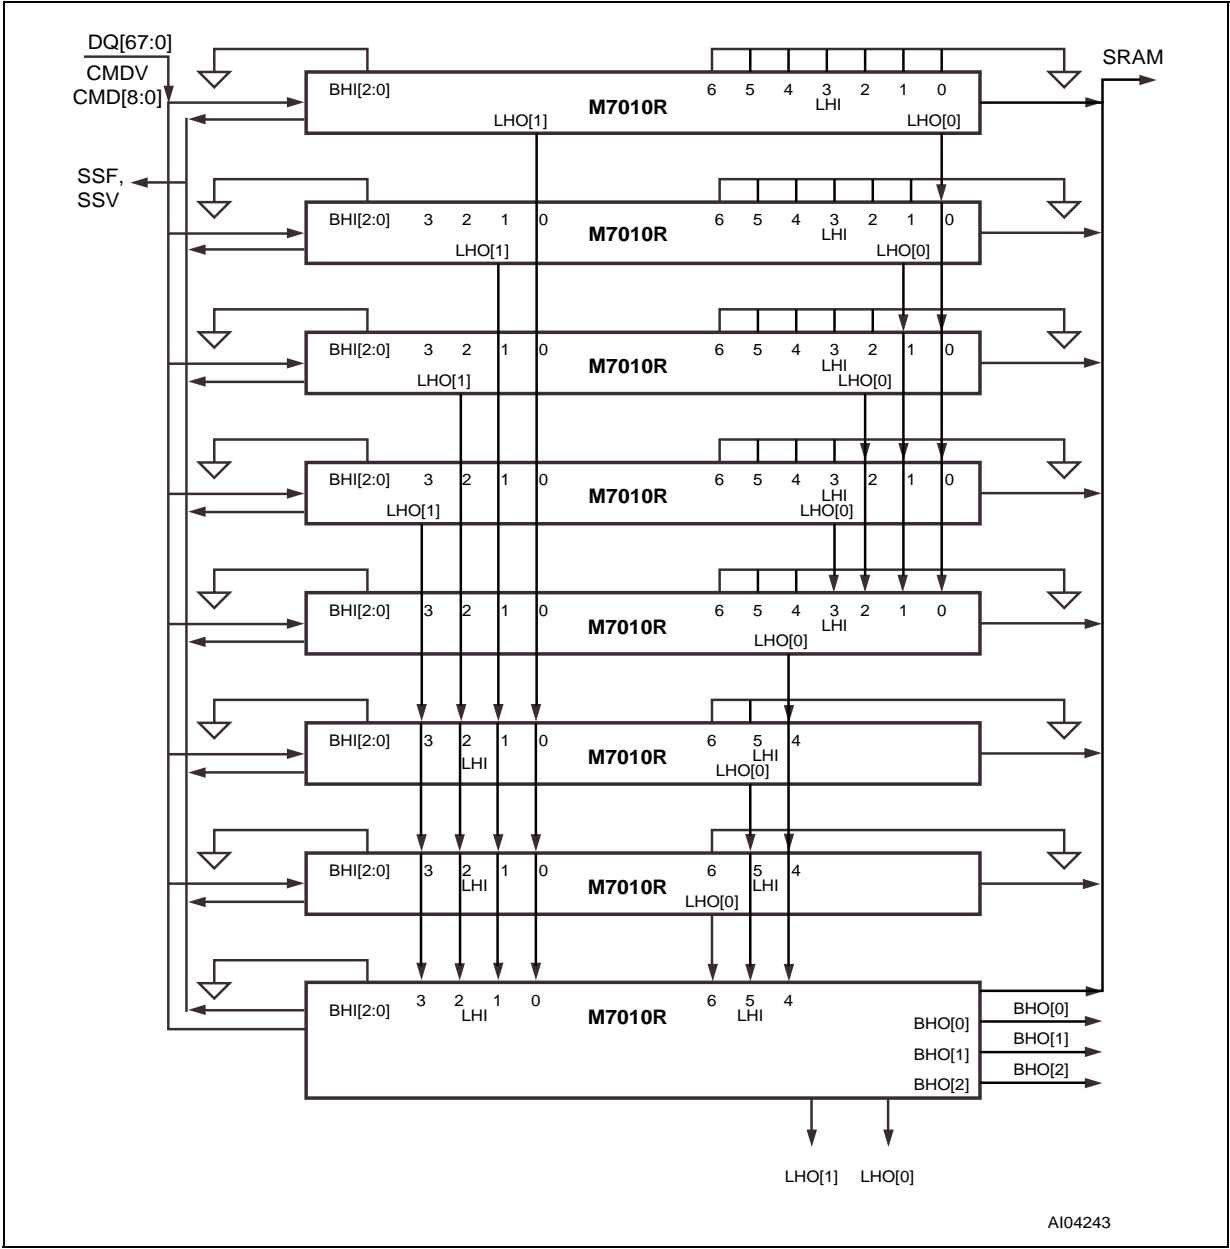 DQ[67:0]
CMDV
CMD[8:0]
SRAM
BHI[2:0] M7010R 6 5 4 3 2 1 0
LHI
LHO[1] LHO[0]
SSF,
SSV
BHI[2:0] 3 2 1 0 M7010R 6 5 4 3 2 1 0
LHI
LHO[1] LHO[0]
BHI[2:0] 3 2 1 0 M7010R 6 5 4 3 2 1 0
LHI
LHO[1] LHO[0]
BHI[2:0] 3 2 1 0 M7010R 6 5 4 3 2 1 0
LHI
LHO[1] LHO[0]
BHI[2:0] 3 2 1 0 M7010R 6 5 4 3 2 1 0
LHI
LHO[0]
BHI[2:0] 3 2 1 0 M7010R 6 5 4
LHI LHI
LHO[0]
BHI[2:0] 3 2 1 0 M7010R 6 5 4
LHI LHI
LHO[0]
BHI[2:0] 3 2 1 0 M7010R 6 5 4
LHI LHI
BHO[0] BHO[0]
BHO[1] BHO[1]
BHO[2] BHO[2]
LHO[1] LHO[0]
AI04243